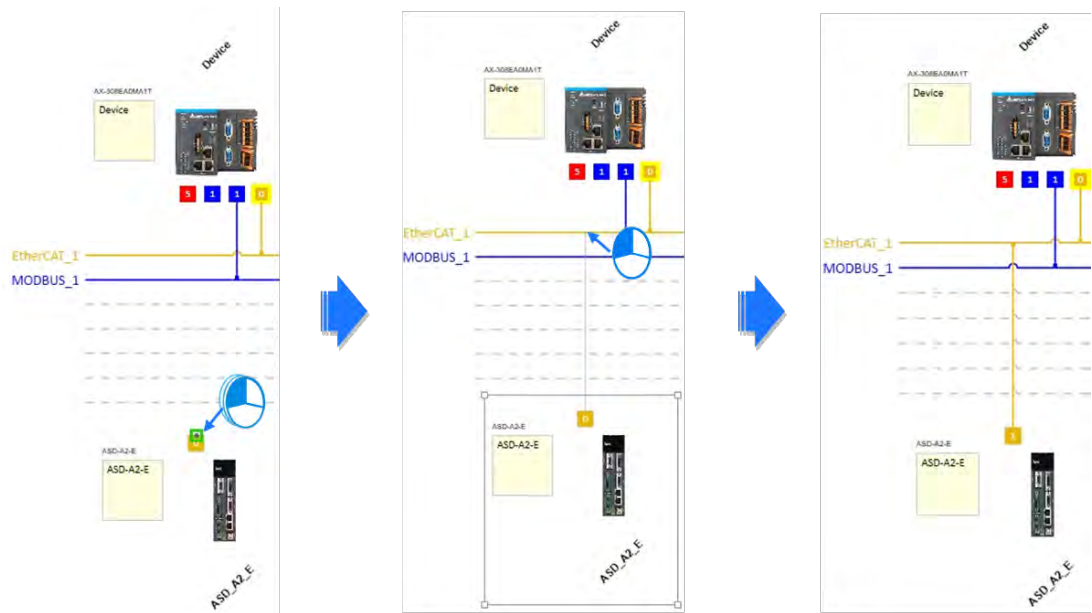 Device
AX-308EA0MA1T
Device
5 1 1 0
EtherCAT_1
MODBUS_1
ASD-A2-E
ASD-A2-E
ASD_A2_E
Device
AX-308EA0MA1T
Device
5 1 1 0
EtherCAT_1
MODBUS_1
0
ASD-A2-E
ASD-A2-E
ASD_A2_E
Device
AX-308EA0MA1T
Device
5 1 1 0
EtherCAT_1
MODBUS_1
1
ASD-A2-E
ASD-A2-E
ASD_A2_E